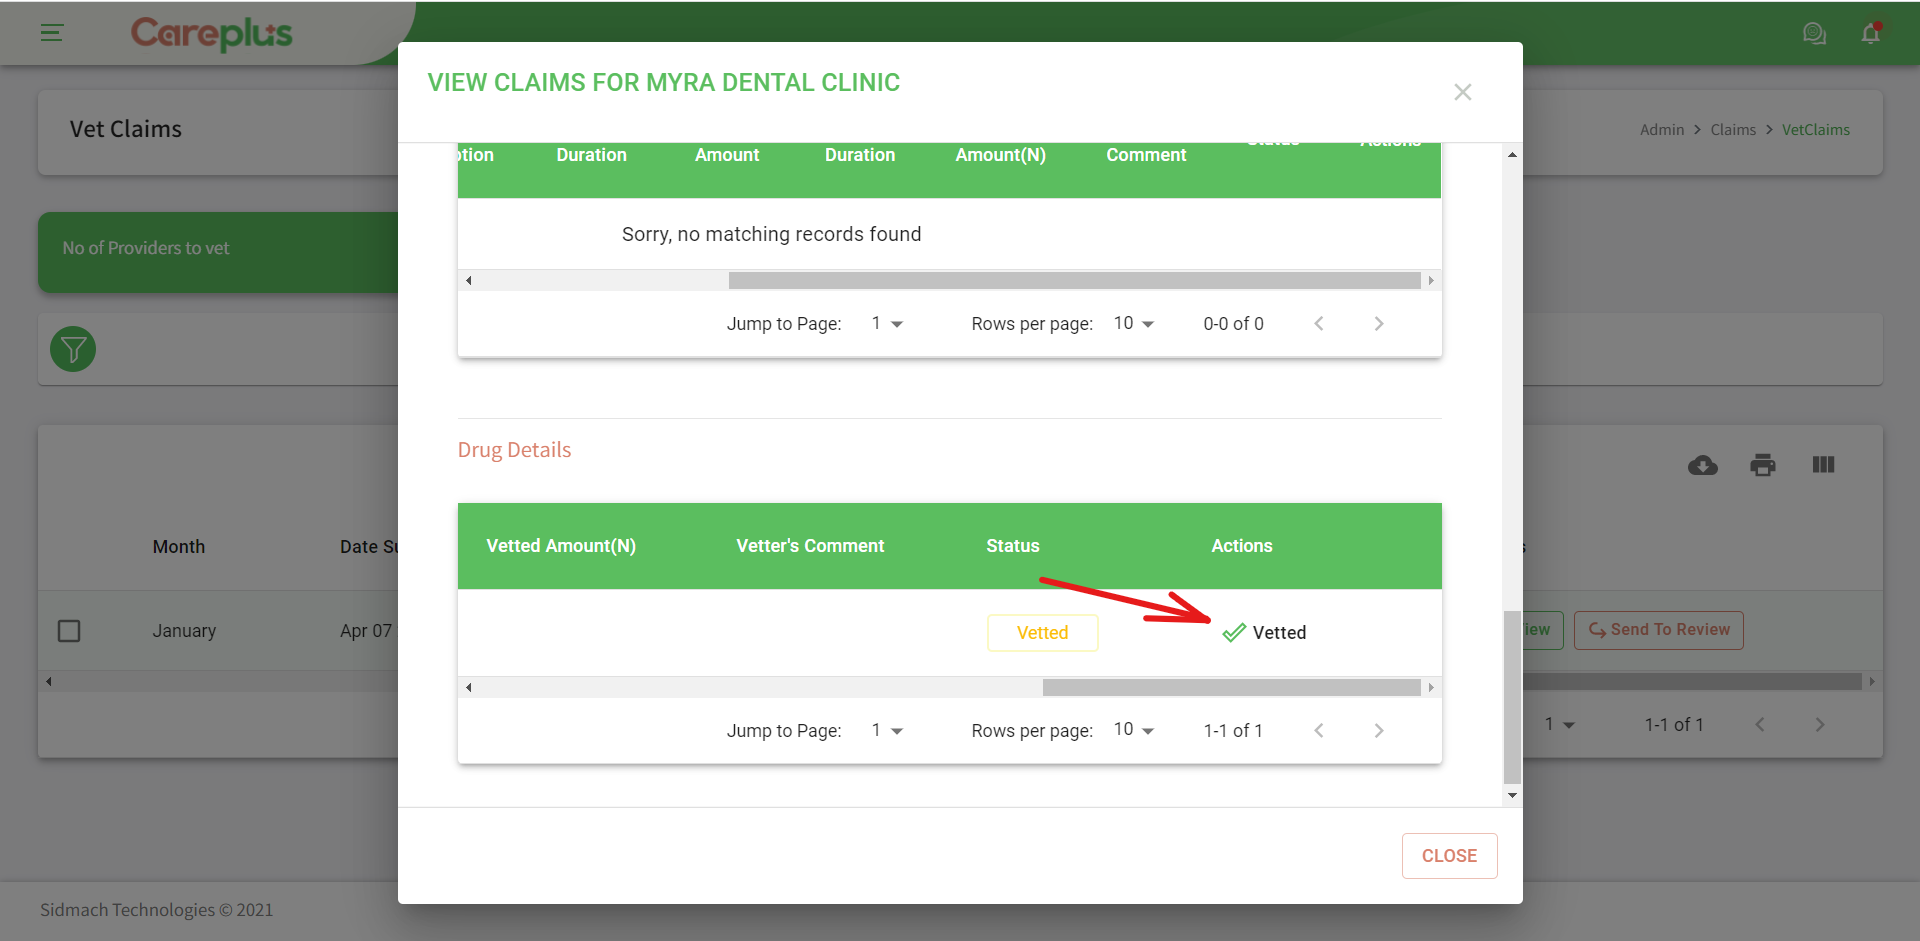 Careplus
VIEW CLAIMS FOR MYRA DENTAL CLINIC
Vet Claims
Admin > Claims > VetClaims
ption Duration Amount Duration Amount(N) Comment Status Actions
No of Providers to vet
Sorry, no matching records found
Jump to Page: 1 Rows per page: 10 0-0 of 0
Drug Details
Vetted Amount(N) Vetter's Comment Status Actions
Month Date Su s
January Apr 07 Vetted Vetted iew Send To Review
Jump to Page: 1 Rows per page: 10 1-1 of 1
1 1-1 of 1
CLOSE
Sidmach Technologies © 2021